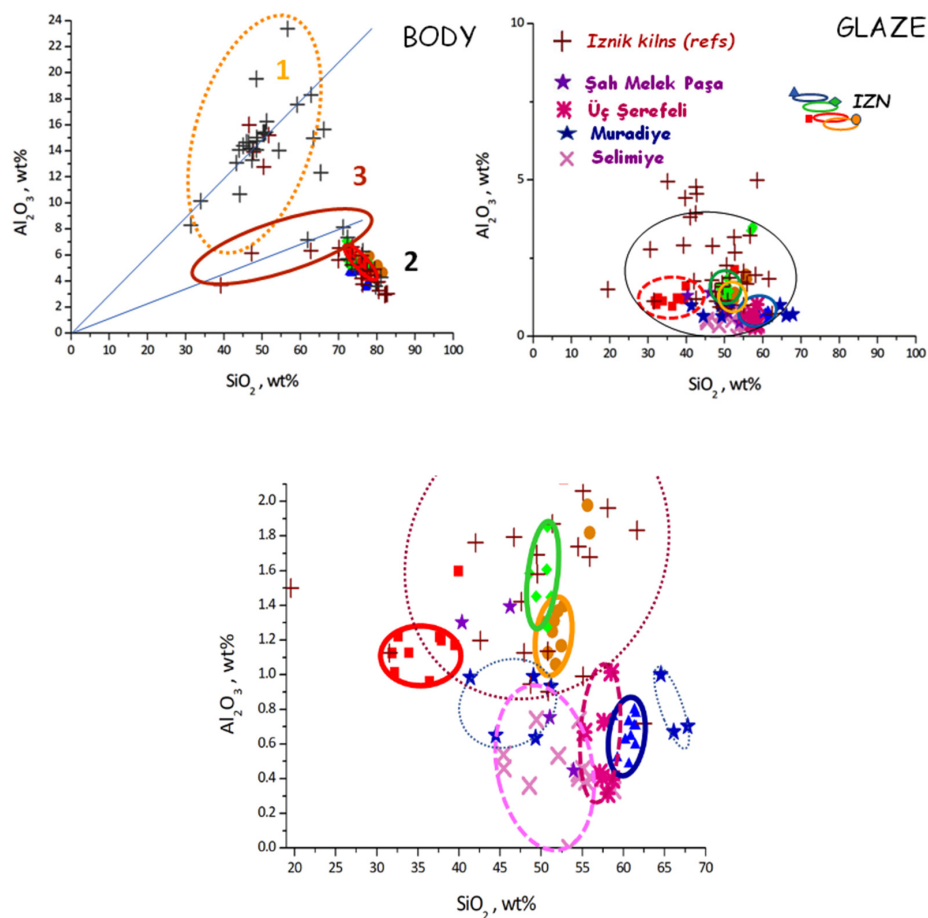 BODY
24
22
20
18
16
14
12
10
8
6
4
2
0
Al2O3 , wt%
1
3
2
0 10 20 30 40 50 60 70 80 90 100
SiO2 , wt%
GLAZE
10
5
0
Al2O3 , wt%
Iznik kilns (refs)
Şah Melek Paşa
Üç Şerefeli
Muradiye
Selimiye
IZN
0 10 20 30 40 50 60 70 80 90 100
SiO2 , wt%
2.0
1.8
1.6
1.4
1.2
1.0
0.8
0.6
0.4
0.2
0.0
Al2O3 , wt%
20 25 30 35 40 45 50 55 60 65 70
SiO2 , wt%